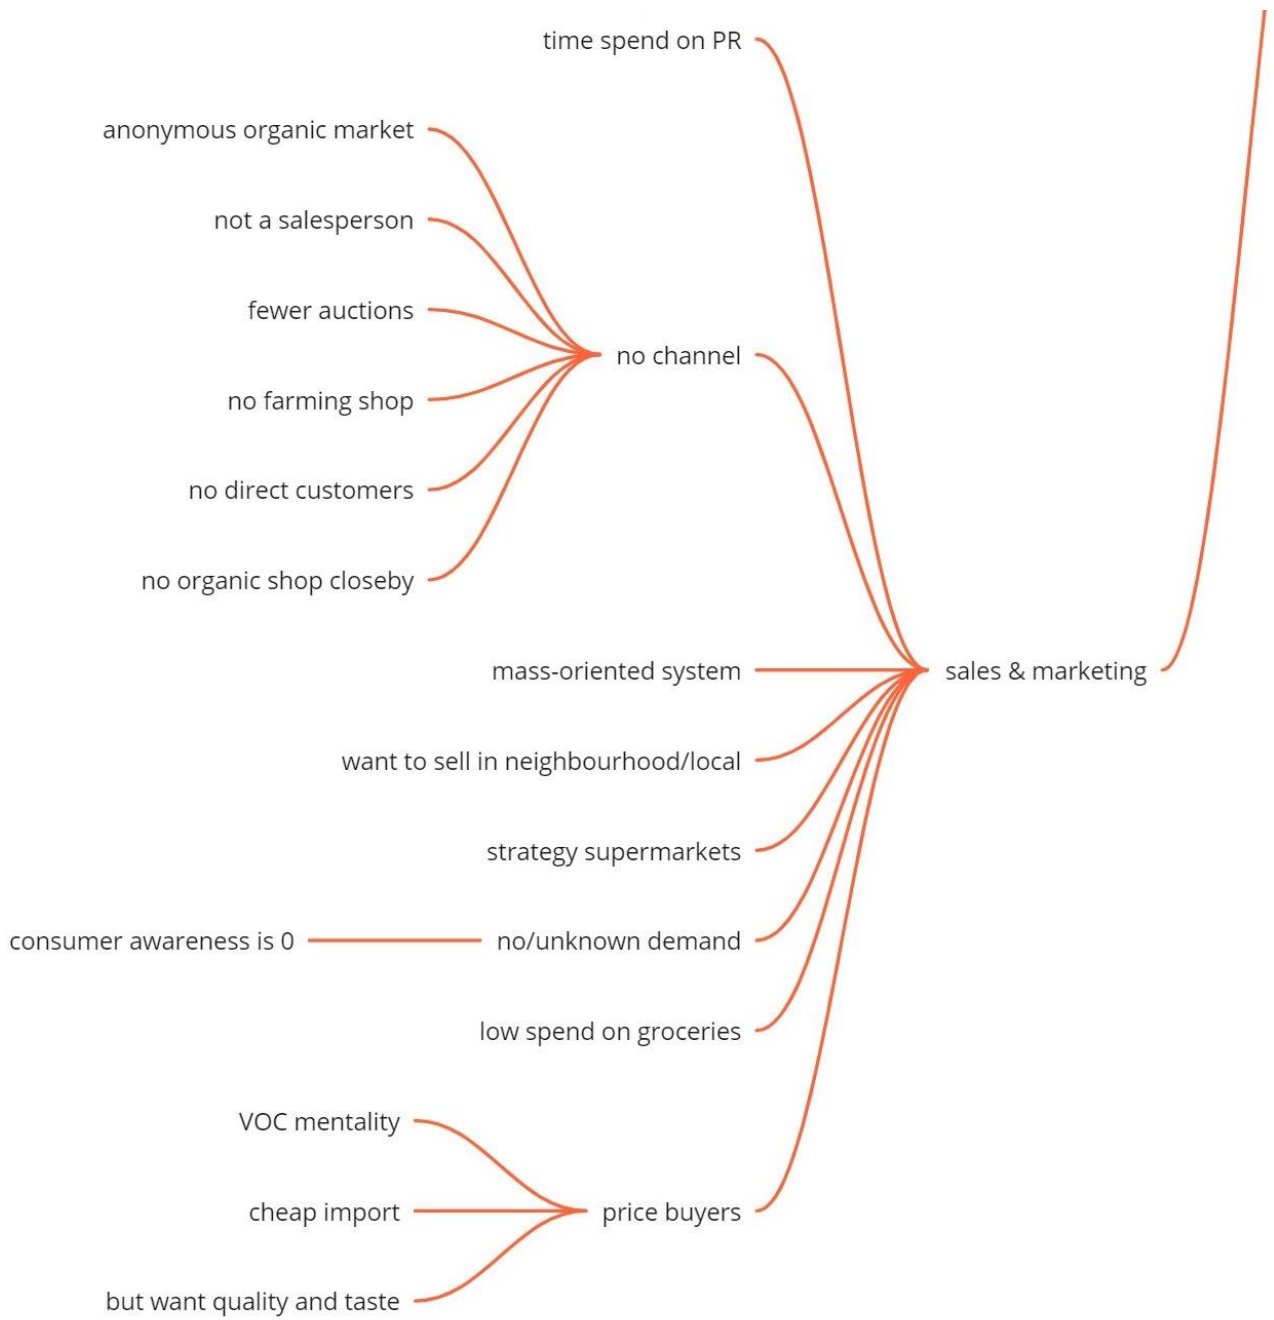 time spend on PR
anonymous organic market
not a salesperson
fewer auctions
no channel
no farming shop
no direct customers
no organic shop closeby
mass-oriented system
sales & marketing
want to sell in neighbourhood/local
strategy supermarkets
consumer awareness is 0
no/unknown demand
low spend on groceries
VOC mentality
cheap import
price buyers
but want quality and taste